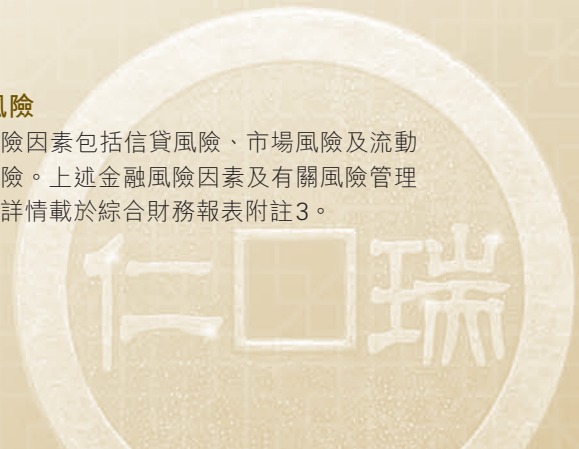 風險
險因素包括信貸風險、市場風險及流動
險。上述金融風險因素及有關風險管理
詳情載於綜合財務報表附註3。
仁 瑞